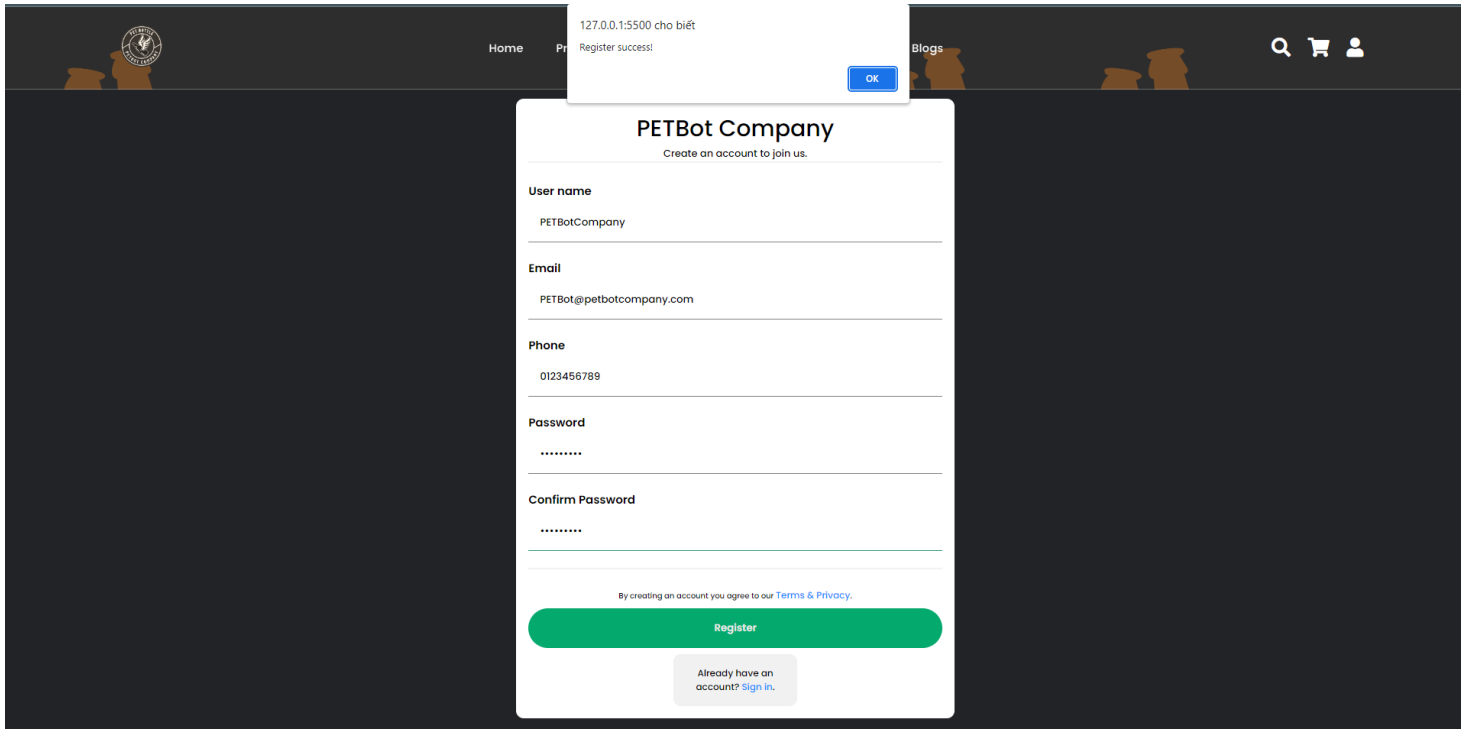 127.0.0.1:5500 cho biết
Register success!
OK
Home
Pr
Blogs
PETBot Company
Create an account to join us.
User name
PETBotCompany
Email
PETBot@petbotcompany.com
Phone
0123456789
Password
•••••••••
Confirm Password
•••••••••
By creating an account you agree to our Terms & Privacy.
Register
Already have an
account? Sign in.